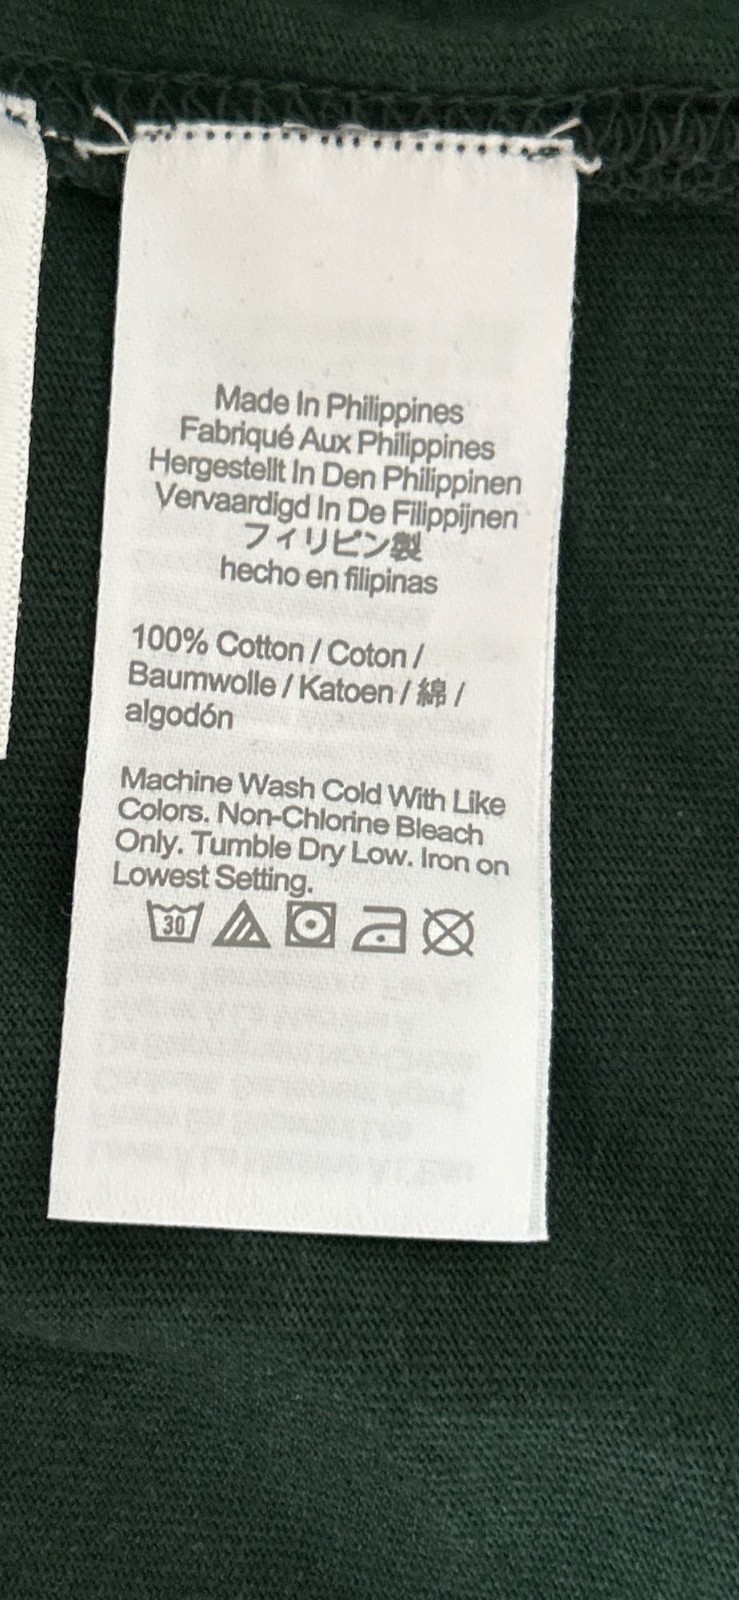 Made In Philippines
Fabriqué Aux Philippines
Hergestellt In Den Philippinen
Vervaardigd In De Filippijnen
フィリピン製
hecho en filipinas
100% Cotton / Coton /
Baumwolle / Katoen / 綿 /
algodón
Machine Wash Cold With Like
Colors. Non-Chlorine Bleach
Only. Tumble Dry Low. Iron on
Lowest Setting.
30